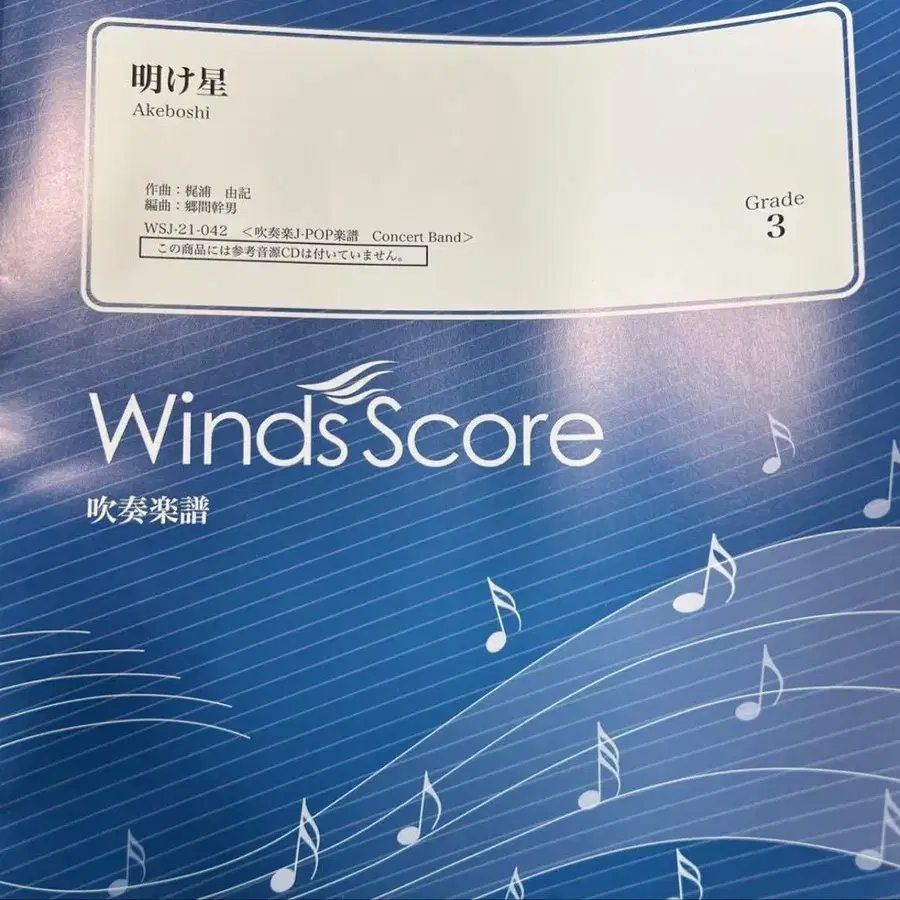 明け星
Akeboshi
作曲：梶浦　由記
編曲：郷間幹男
WSJ-21-042　＜吹奏楽J-POP楽譜　Concert Band＞
この商品には参考音源CDは付いていません。
Grade
3
Winds Score
吹奏楽譜